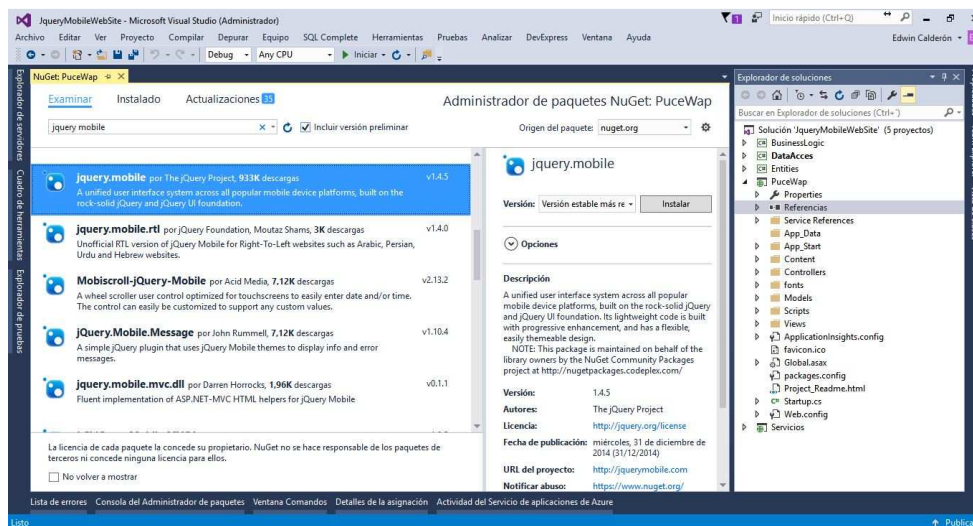 JqueryMobileWebSite - Microsoft Visual Studio (Administrador)
1
Inicio rápido (Ctrl+Q)
Archivo Editar Ver Proyecto Compilar Depurar Equipo SQL Complete Herramientas Pruebas Analizar DevExpress Ventana Ayuda
Edwin Calderón
Debug Any CPU Iniciar
Explorador de servidores
Cuadro de herramientas
Explorador de pruebas
NuGet: PuceWap
Examinar Instalado Actualizaciones 35
Administrador de paquetes NuGet: PuceWap
jquery mobile
Incluir versión preliminar
Origen del paquete: nuget.org
jquery.mobile por The jQuery Project, 933K descargas v1.4.5
A unified user interface system across all popular mobile device platforms, built on the
rock-solid jQuery and jQuery UI foundation.
jquery.mobile.rtl por jQuery Foundation, Moutaz Shams, 3K descargas v1.4.0
Unofficial RTL version of jQuery Mobile for Right-To-Left websites such as Arabic, Persian,
Urdu and Hebrew websites.
Mobiscroll-jQuery-Mobile por Acid Media, 7.12K descargas v2.13.2
A wheel scroller user control optimized for touchscreens to easily enter date and/or time.
The control can easily be customized to support any custom values.
jQuery.Mobile.Message por John Rummell, 7,12K descargas v1.10.4
A simple jQuery plugin that uses jQuery Mobile themes to display info and error
messages.
jquery.mobile.mvc.dll por Darren Horrocks, 1,96K descargas v0.1.1
Fluent implementation of ASP.NET-MVC HTML helpers for jQuery Mobile
La licencia de cada paquete la concede su propietario. NuGet no se hace responsable de los paquetes de
terceros ni concede ninguna licencia para ellos.
No volver a mostrar
jquery.mobile
Versión: Versión estable más re
Instalar
Opciones
Descripción
A unified user interface system across all popular
mobile device platforms, built on the rock-solid jQuery
and jQuery UI foundation. Its lightweight code is built
with progressive enhancement, and has a flexible,
easily themeable design.
NOTE: This package is maintained on behalf of the
library owners by the NuGet Community Packages
project at http://nugetpackages.codeplex.com/
Versión: 1.4.5
Autores: The jQuery Project
Licencia: http://jquery.org/license
Fecha de publicación: miércoles, 31 de diciembre de
2014 (31/12/2014)
URL del proyecto: http://jquerymobile.com
Notificar abuso: https://www.nuget.org/
Explorador de soluciones
Buscar en Explorador de soluciones (Ctrl+´)
Solución 'JqueryMobileWebSite' (5 proyectos)
BusinessLogic
DataAcces
Entities
PuceWap
Properties
Referencias
Service References
App_Data
App_Start
Content
Controllers
fonts
Models
Scripts
Views
ApplicationInsights.config
favicon.ico
Global.asax
packages.config
Project_Readme.html
Startup.cs
Web.config
Servicios
Lista de errores Consola del Administrador de paquetes Ventana Comandos Detalles de la asignación Actividad del Servicio de aplicaciones de Azure
Listo
Publica